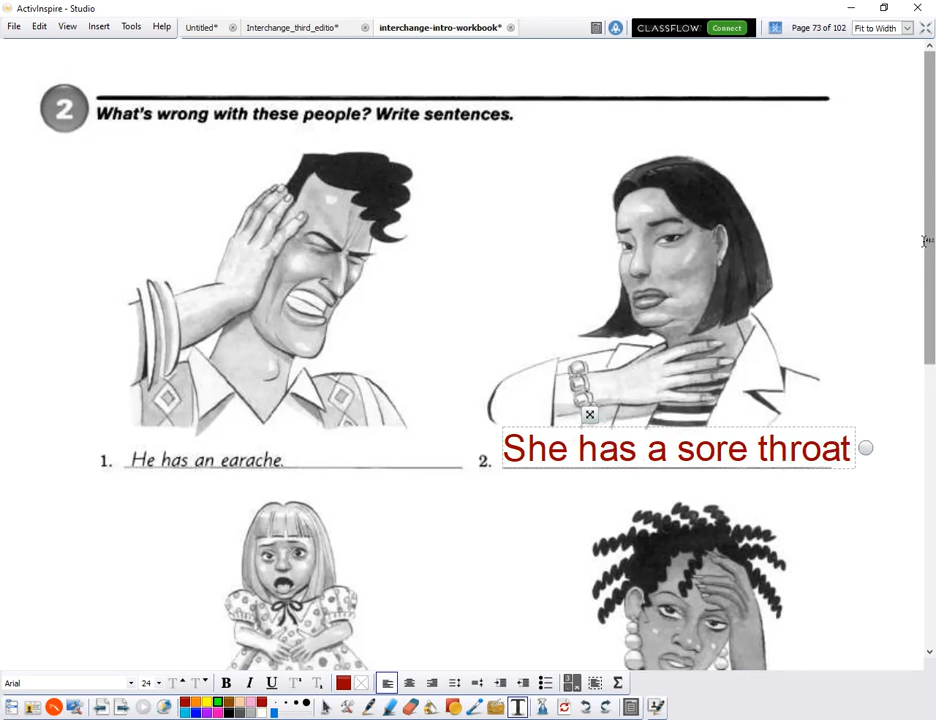 ActivInspire - Studio
File Edit View Insert Tools Help Untitled* Interchange_third_editio* interchange-intro-workbook* CLASSFLOW Connect Page 73 of 102 Fit to Width
2 What's wrong with these people? Write sentences.
1. He has an earache. 2. She has a sore throat
Arial 24 B I U